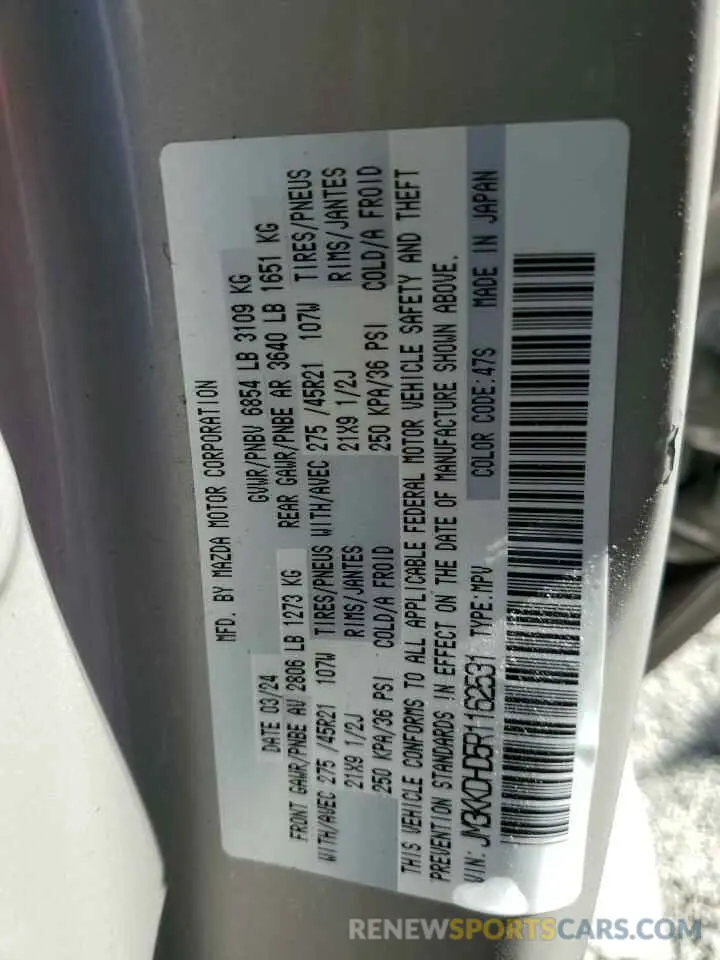 MFD. BY MAZDA MOTOR CORPORATION
DATE 03/24
GVWR/PNBV 6854 LB 3109 KG
FRONT GAWR/PNBE AV 2806 LB 1273 KG
REAR GAWR/PNBE AR 3640 LB 1651 KG
WITH/AVEC 275 /45R21 107W TIRES/PNEUS WITH/AVEC 275 /45R21 107W TIRES/PNEUS
21X9 1/2J RIMS/JANTES 21X9 1/2J RIMS/JANTES
250 KPA/36 PSI COLD/A FROID 250 KPA/36 PSI COLD/A FROID
THIS VEHICLE CONFORMS TO ALL APPLICABLE FEDERAL MOTOR VEHICLE SAFETY AND THEFT
PREVENTION STANDARDS IN EFFECT ON THE DATE OF MANUFACTURE SHOWN ABOVE.
VIN: JM3KKDHD5R1162531 TYPE:MPV COLOR CODE:47S MADE IN JAPAN
RENEWSPORTSCARS.COM